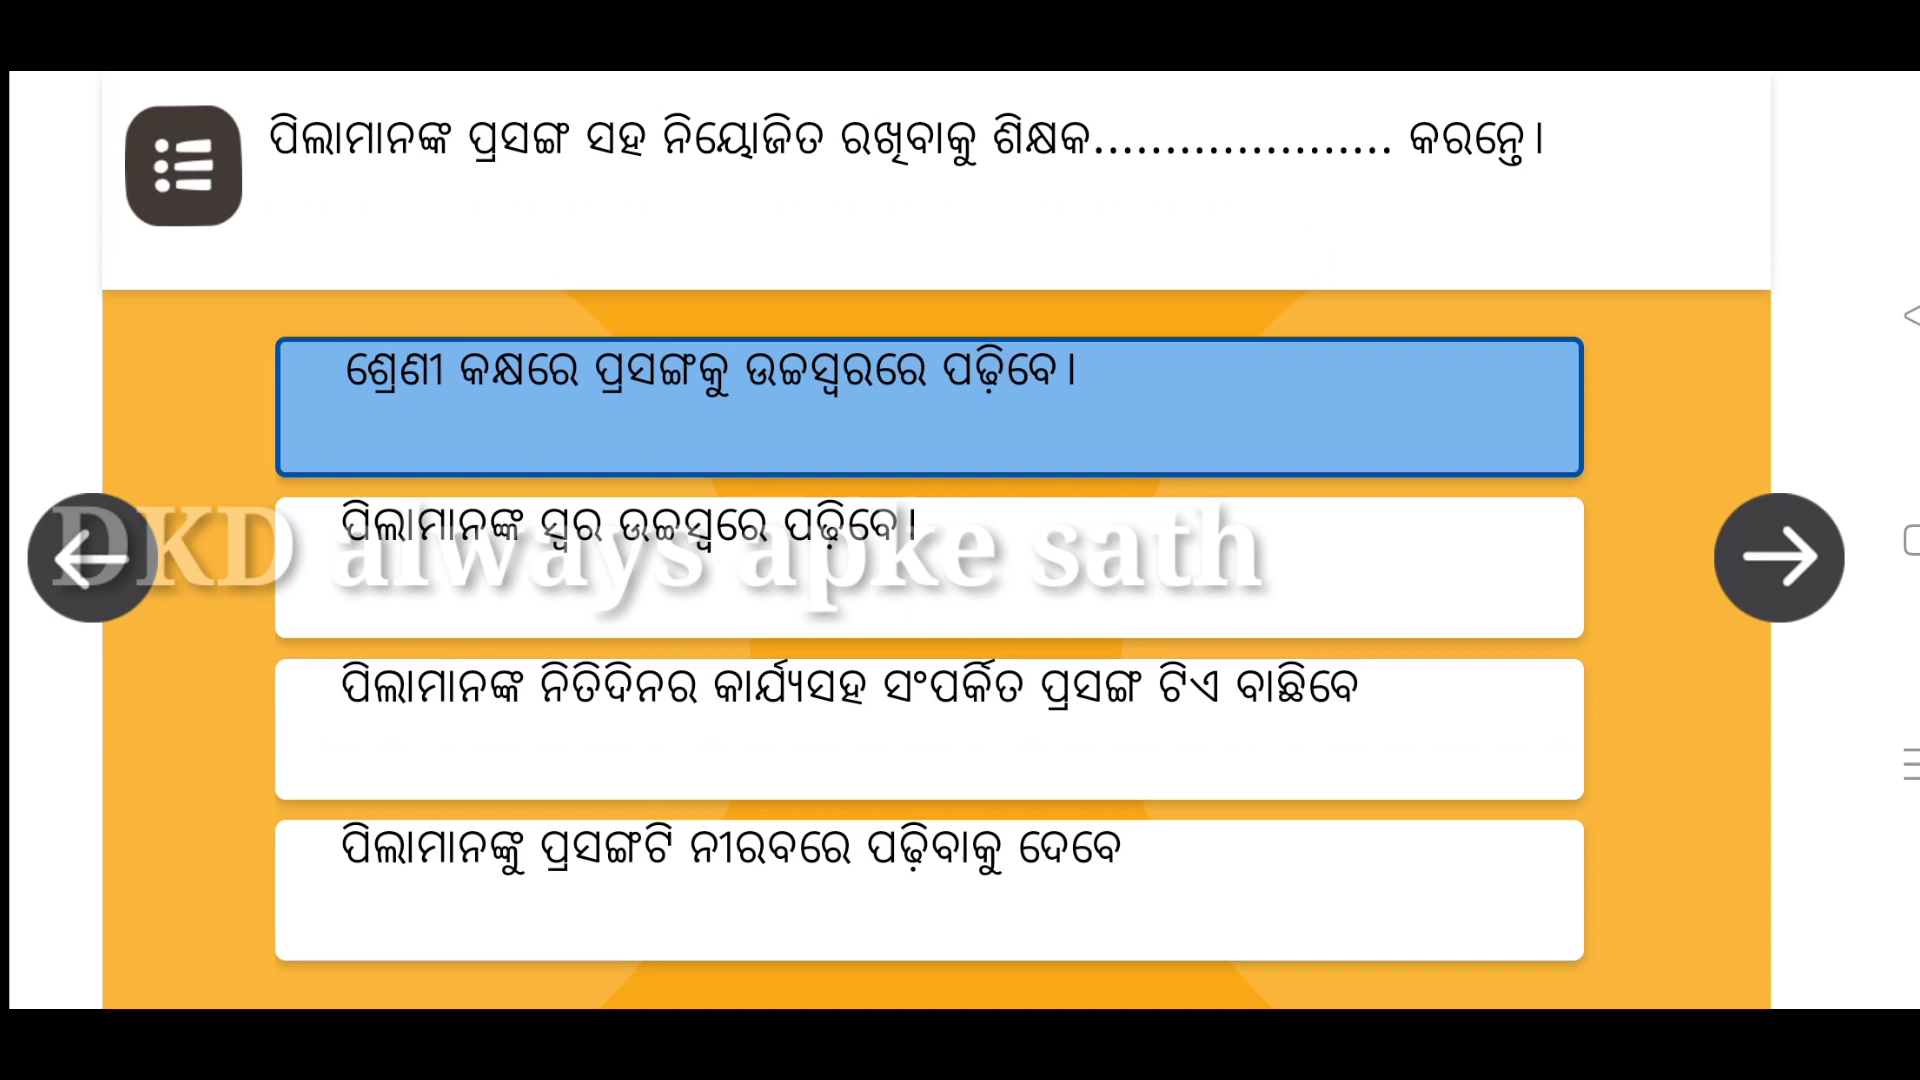 ପିଲାମାନଙ୍କ ପ୍ରସଙ୍ଗ ସହ ନିୟୋଜିତ ରଖିବାକୁ ଶିକ୍ଷକ..................... କରନ୍ତେ।
ଶ୍ରେଣୀ କକ୍ଷରେ ପ୍ରସଙ୍ଗକୁ ଉଚ୍ଚସ୍ୱରରେ ପଢ଼ିବେ।
ପିଲାମାନଙ୍କ ସ୍ୱର ଉଚ୍ଚସ୍ୱରେ ପଢ଼ିବେ।
DKD always apke sath
ପିଲାମାନଙ୍କ ନିତିଦିନର କାର୍ଯ୍ୟସହ ସଂପର୍କିତ ପ୍ରସଙ୍ଗ ଟିଏ ବାଛିବେ
ପିଲାମାନଙ୍କୁ ପ୍ରସଙ୍ଗଟି ନୀରବରେ ପଢ଼ିବାକୁ ଦେବେ